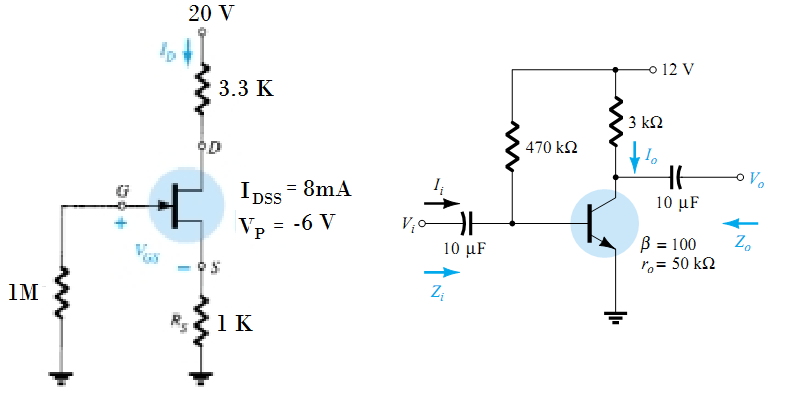 20 V
I_D
3.3 K
D
G
I_DSS = 8mA
V_P = -6 V
+
V_GS
-
S
1M
R_S
1 K
12 V
3 kΩ
470 kΩ
I_o
I_i
V_o
10 μF
V_i
10 μF
β = 100
r_o = 50 kΩ
Z_o
Z_i